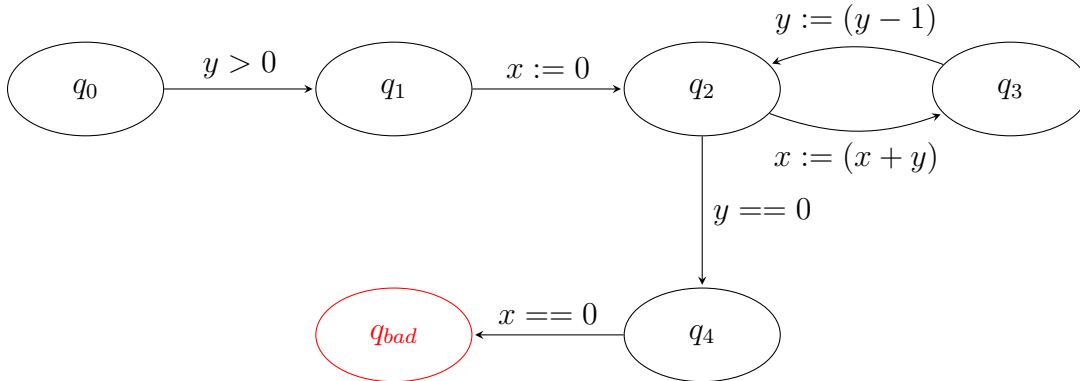 y := (y − 1)
q0
y > 0
q1
x := 0
q2
q3
x := (x + y)
y == 0
qbad
x == 0
q4